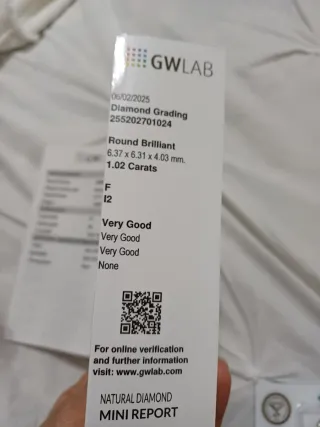 GWLAB
06/02/2025
Diamond Grading
255202701024
Round Brilliant
6.37 x 6.31 x 4.03 mm.
1.02 Carats
F
I2
Very Good
Very Good
Very Good
None
For online verification
and further information
visit: www.gwlab.com
NATURAL DIAMOND
MINI REPORT